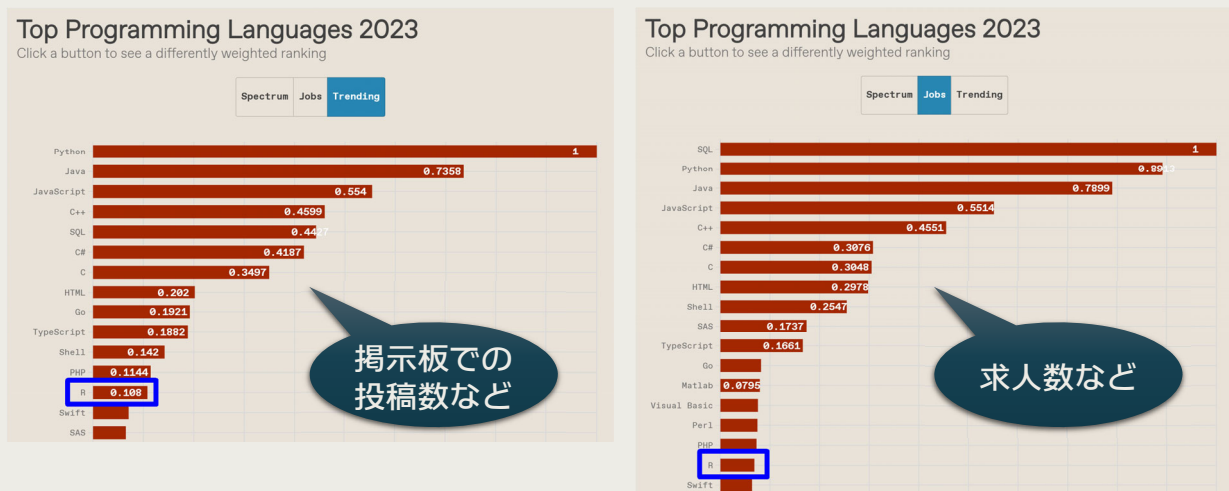 Top Programming Languages 2023
Click a button to see a differently weighted ranking
Spectrum Jobs Trending
Python 1
Java 0.7358
JavaScript 0.554
C++ 0.4599
SQL 0.4427
C# 0.4187
C 0.3497
HTML 0.202
Go 0.1921
TypeScript 0.1882
Shell 0.142
PHP 0.1144
R 0.108
Swift
SAS
掲示板での
投稿数など
Top Programming Languages 2023
Click a button to see a differently weighted ranking
Spectrum Jobs Trending
SQL 1
Python
Java 0.7899
JavaScript 0.5514
C++ 0.4551
C# 0.3076
C 0.3048
HTML 0.2978
Shell 0.2547
SAS 0.1737
TypeScript 0.1661
Go
Matlab 0.0795
Visual Basic
Perl
PHP
R
Swift
求人数など